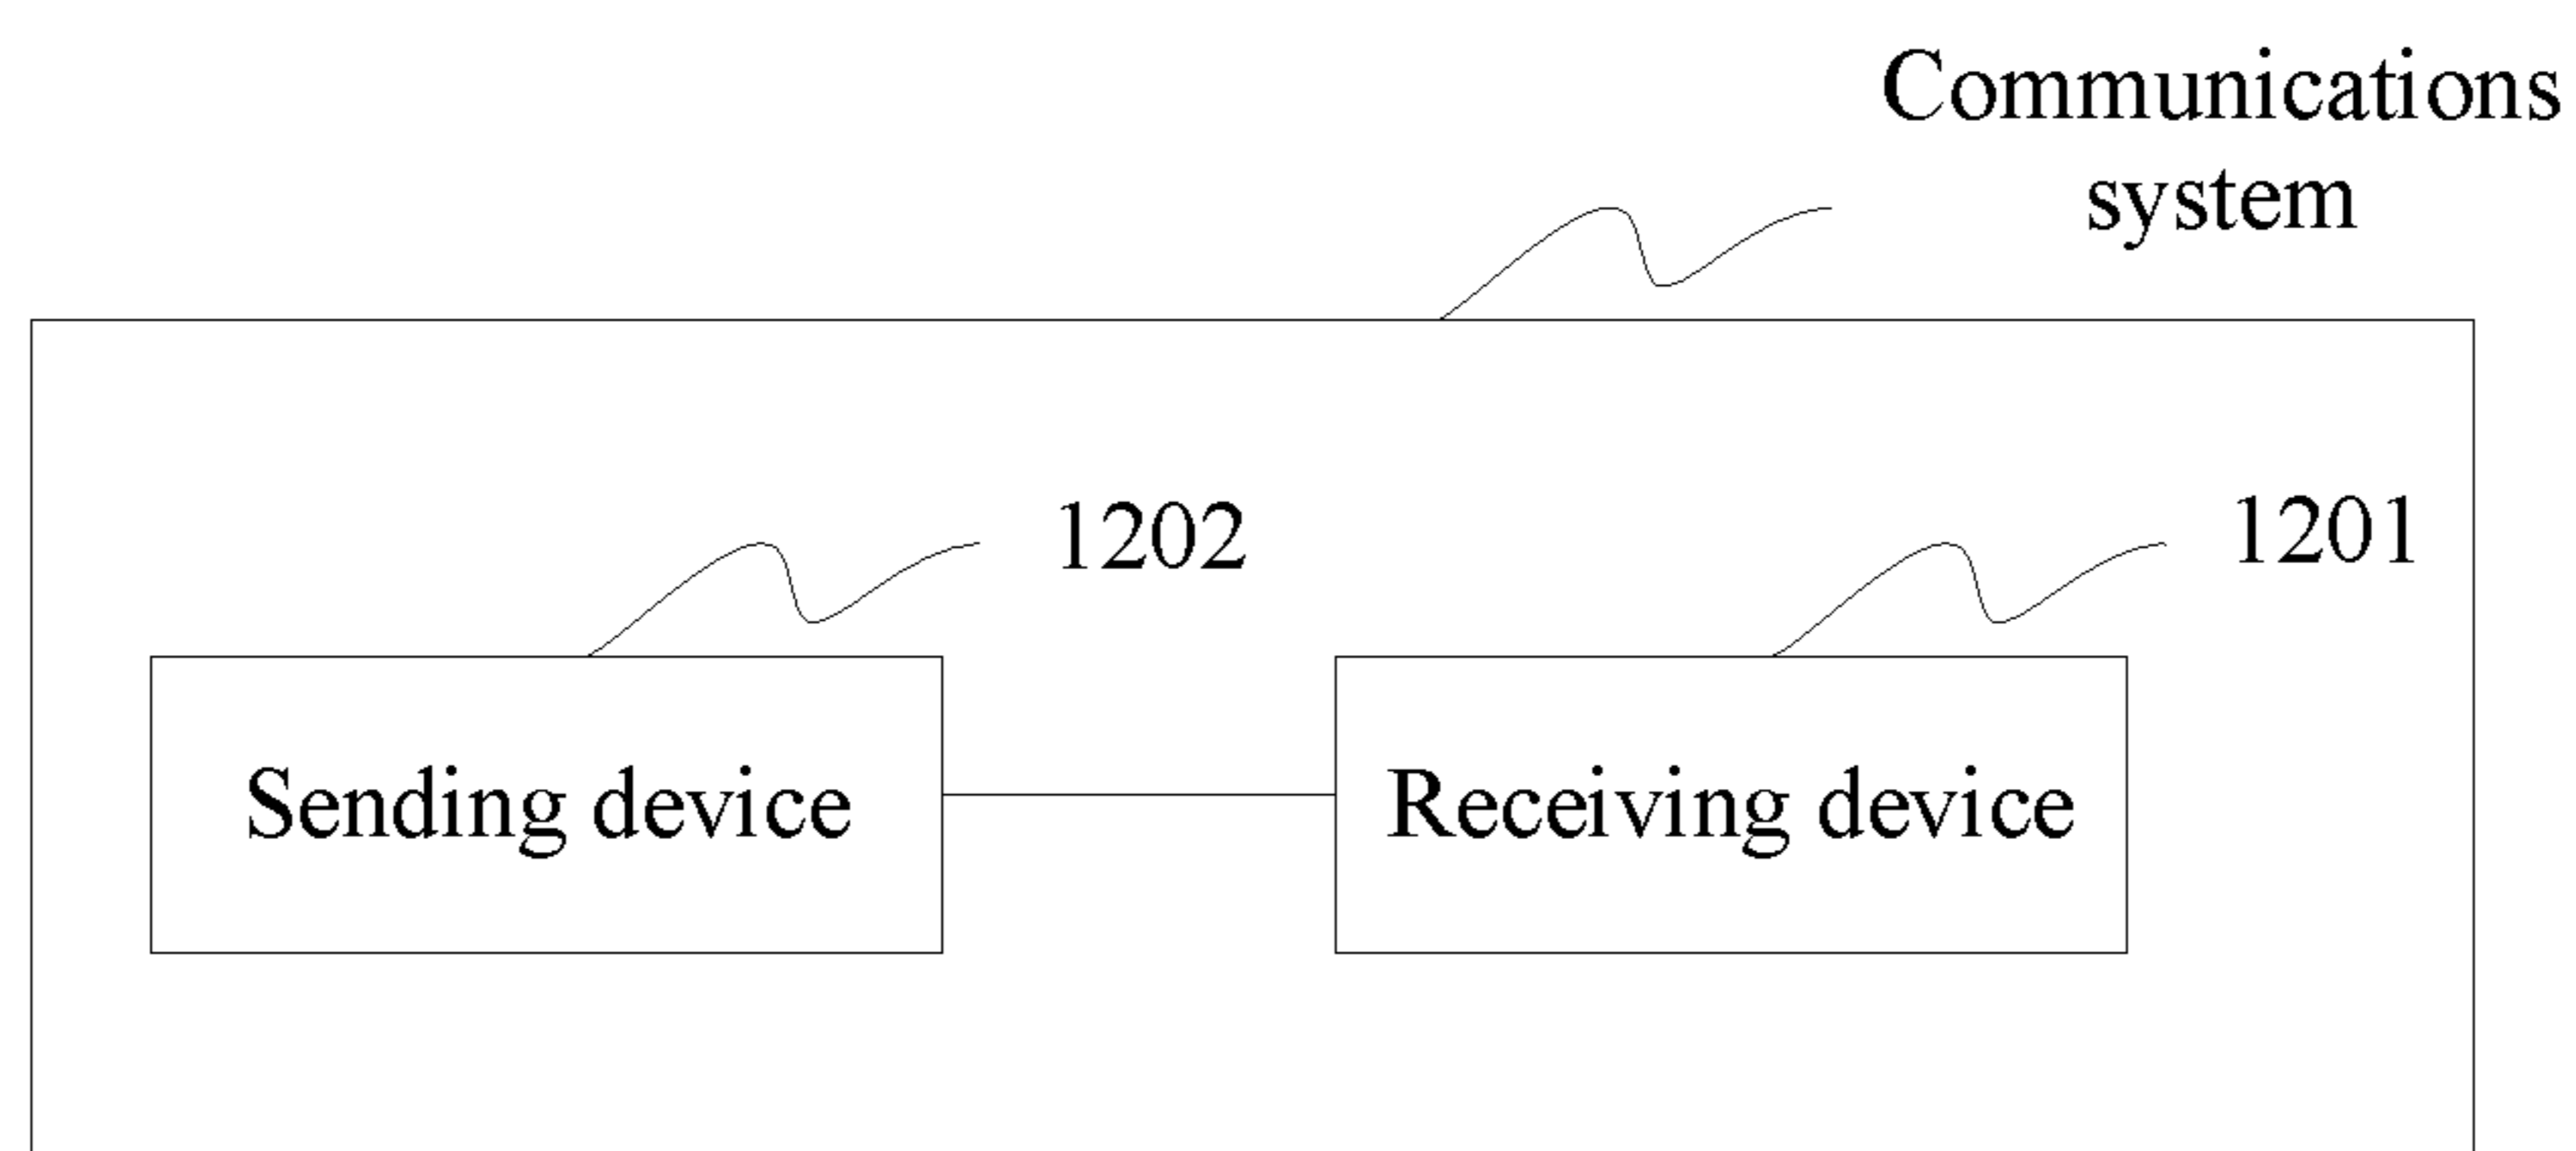 Communications
system
1202
1201
Sending device
Receiving device